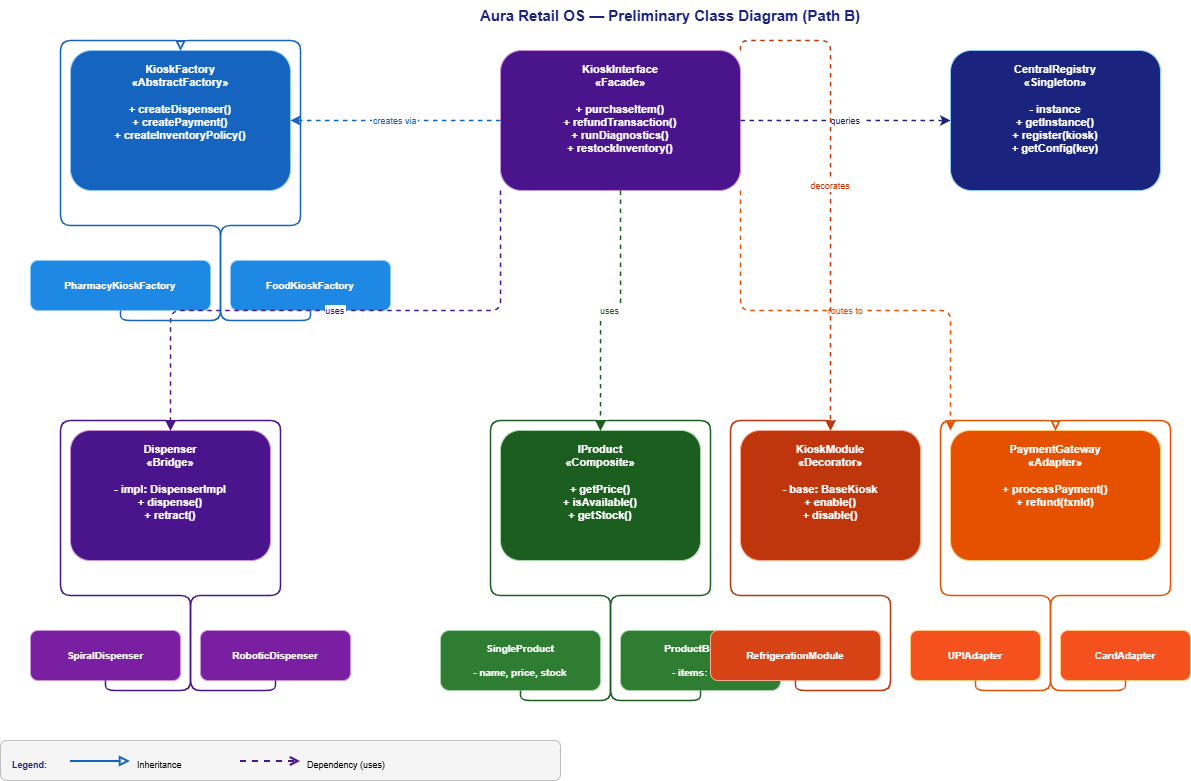 Aura Retail OS — Preliminary Class Diagram (Path B)
KioskFactory
«AbstractFactory»
+ createDispenser()
+ createPayment()
+ createInventoryPolicy()
creates via
KioskInterface
«Facade»
+ purchaseItem()
+ refundTransaction()
+ runDiagnostics()
+ restockInventory()
queries
CentralRegistry
«Singleton»
- instance
+ getInstance()
+ register(kiosk)
+ getConfig(key)
decorates
PharmacyKioskFactory
FoodKioskFactory
uses
uses
routes to
Dispenser
«Bridge»
- impl: DispenserImpl
+ dispense()
+ retract()
IProduct
«Composite»
+ getPrice()
+ isAvailable()
+ getStock()
KioskModule
«Decorator»
- base: BaseKiosk
+ enable()
+ disable()
PaymentGateway
«Adapter»
+ processPayment()
+ refund(txnId)
SpiralDispenser
RoboticDispenser
SingleProduct
- name, price, stock
ProductB
- items:
RefrigerationModule
UPIAdapter
CardAdapter
Legend:
Inheritance
Dependency (uses)